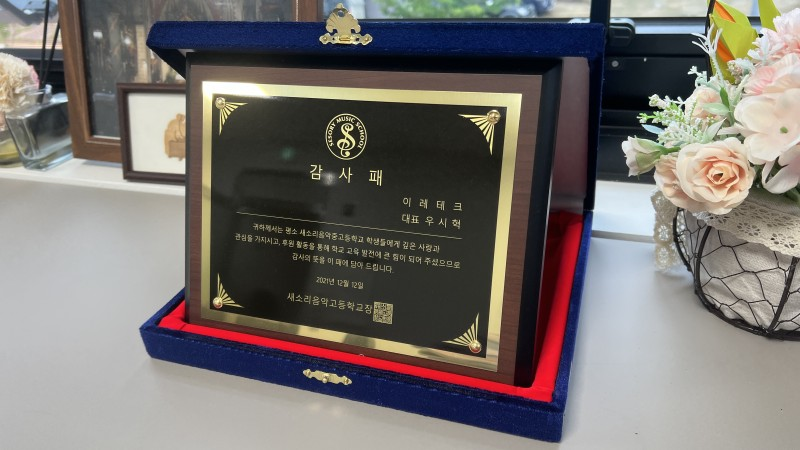 SESORY MUSIC SCHOOL
감 사 패
이 레 테 크
대표 우 시 혁
귀하께서는 평소 새소리음악중고등학교 학생들에게 깊은 사랑과
관심을 가지시고, 후원 활동을 통해 학교 교육 발전에 큰 힘이 되어 주셨으므로
감사의 뜻을 이 패에 담아 드립니다.
2021년 12월 12일
새소리음악고등학교장